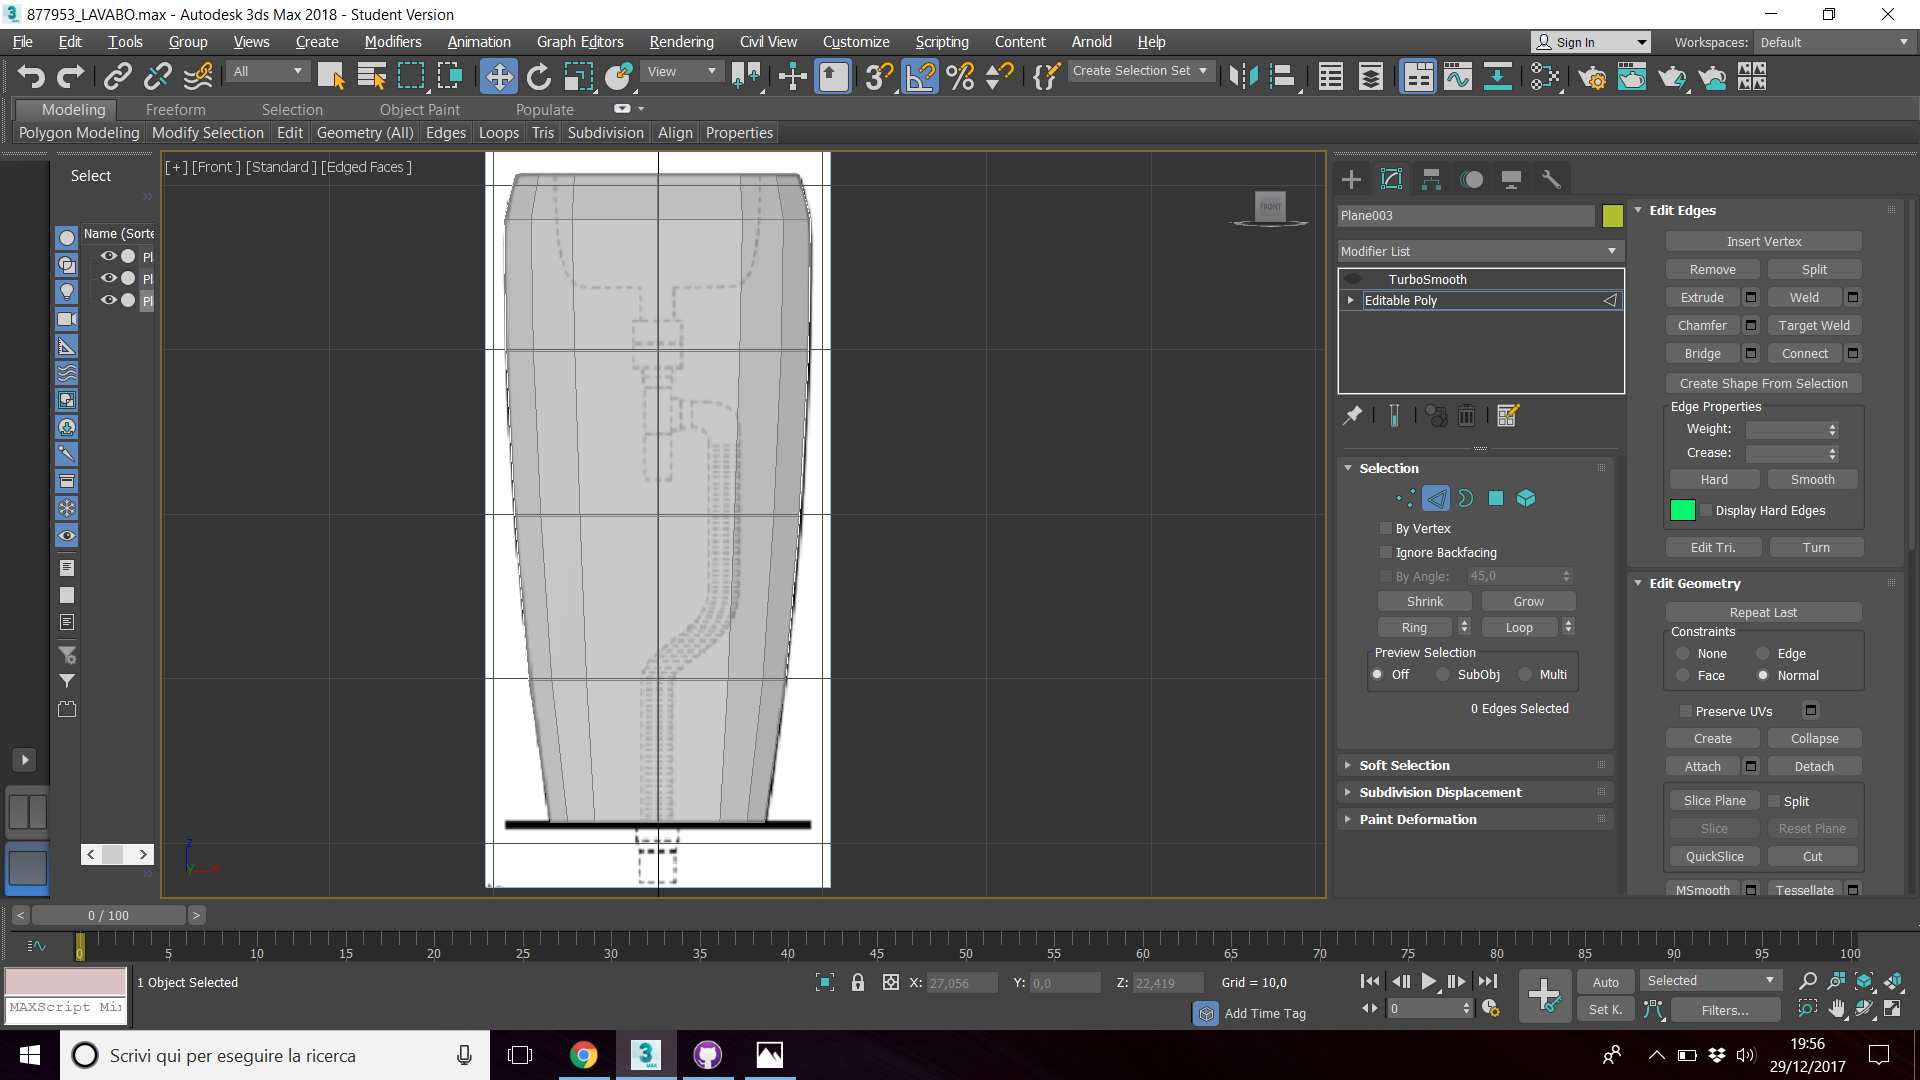 877953_LAVABO.max - Autodesk 3ds Max 2018 - Student Version
File Edit Tools Group Views Create Modifiers Animation Graph Editors Rendering Civil View Customize Scripting Content Arnold Help
Sign In Workspaces: Default
All View Create Selection Set
Modeling Freeform Selection Object Paint Populate
Polygon Modeling Modify Selection Edit Geometry (All) Edges Loops Tris Subdivision Align Properties
[+] [Front ] [Standard ] [Edged Faces ]
Select
Name (Sorte
Pl
Pl
Pl
FRONT
z
y x
Plane003
Modifier List
TurboSmooth
Editable Poly
Selection
By Vertex
Ignore Backfacing
By Angle: 45,0
Shrink Grow
Ring Loop
Preview Selection
Off SubObj Multi
0 Edges Selected
Soft Selection
Subdivision Displacement
Paint Deformation
Edit Edges
Insert Vertex
Remove Split
Extrude Weld
Chamfer Target Weld
Bridge Connect
Create Shape From Selection
Edge Properties
Weight:
Crease:
Hard Smooth
Display Hard Edges
Edit Tri. Turn
Edit Geometry
Repeat Last
Constraints
None Edge
Face Normal
Preserve UVs
Create Collapse
Attach Detach
Slice Plane Split
Slice Reset Plane
QuickSlice Cut
MSmooth Tessellate
< 0 / 100 >
0 5 10 15 20 25 30 35 40 45 50 55 60 65 70 75 80 85 90 95 100
1 Object Selected X: 27,056 Y: 0,0 Z: 22,419 Grid = 10,0
MAXScript Mi
Add Time Tag
0
Auto Selected
Set K. Filters...
Scrivi qui per eseguire la ricerca
3 MAX
19:56
29/12/2017